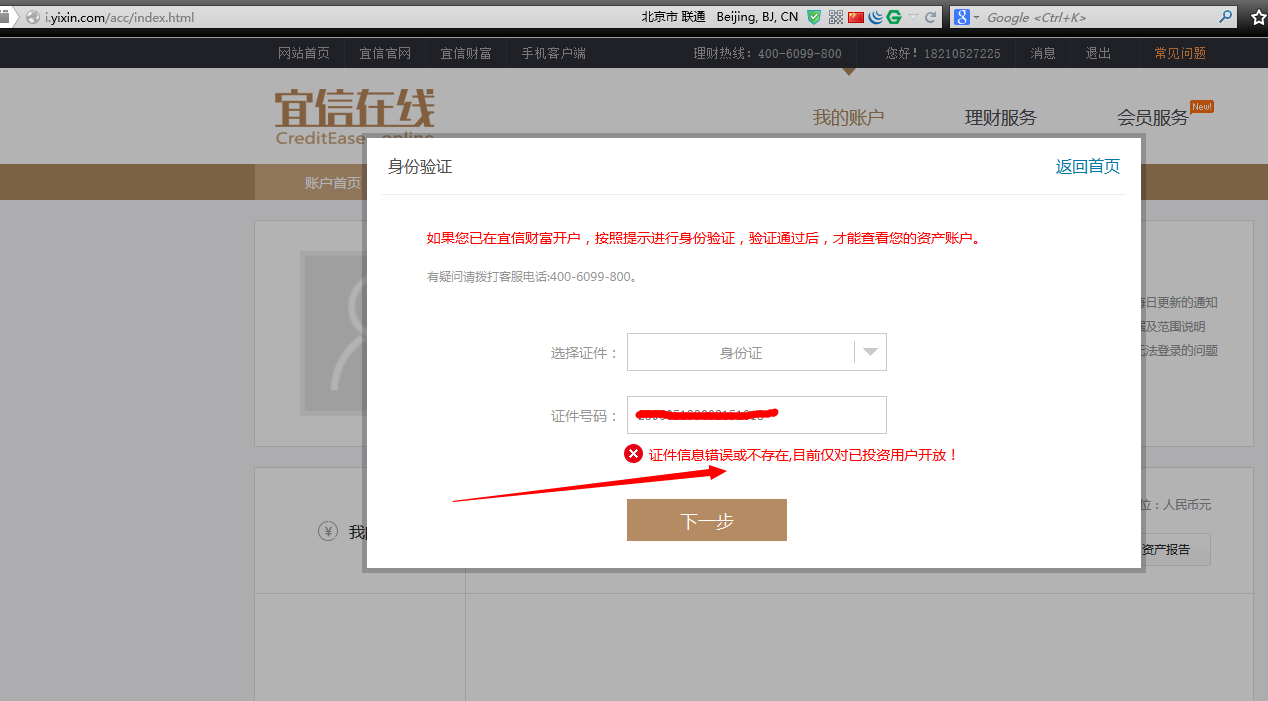 i.yixin.com/acc/index.html 北京市 联通 Beijing, BJ, CN Google <Ctrl+K>
网站首页 宜信官网 宜信财富 手机客户端 理财热线：400-6099-800 您好！18210527225 消息 退出 常见问题
宜信在线
CreditEase online
我的账户 理财服务 会员服务 New!
账户首页
身份验证 返回首页
如果您已在宜信财富开户，按照提示进行身份验证，验证通过后，才能查看您的资产账户。
有疑问请拨打客服电话:400-6099-800。
每日更新的通知
及范围说明
法登录的问题
选择证件： 身份证
证件号码：
证件信息错误或不存在,目前仅对已投资用户开放！
位：人民币元
下一步
¥ 我
资产报告